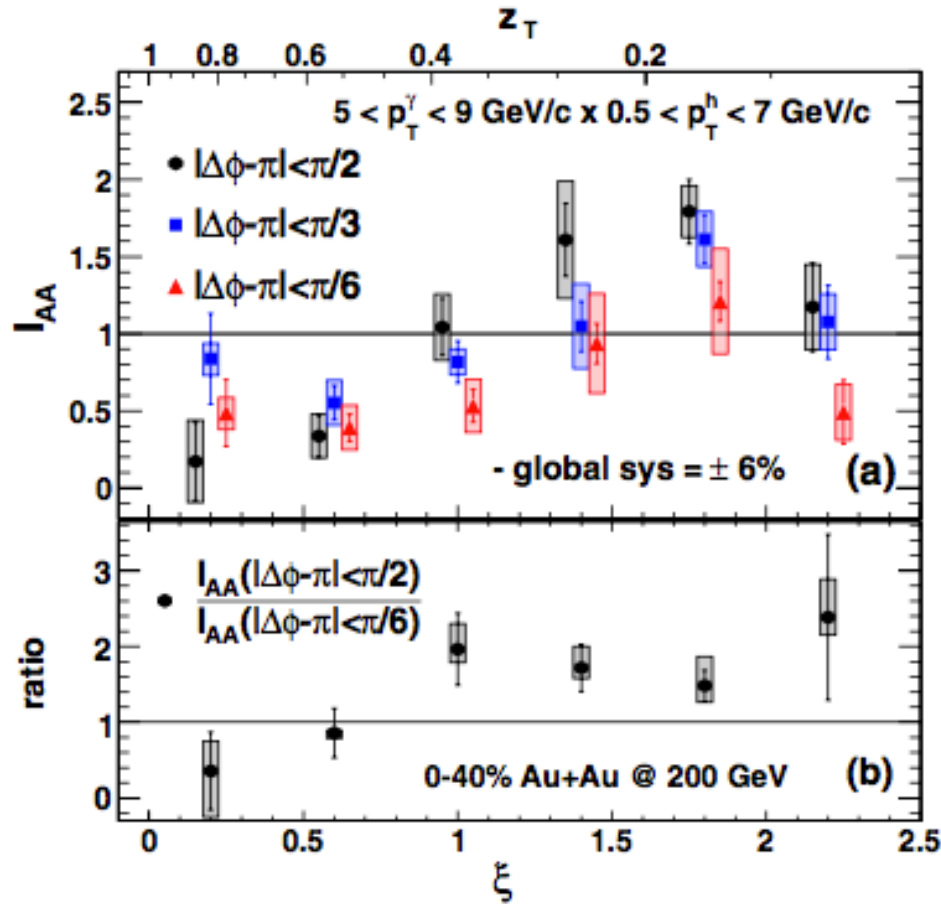 z_T
1 0.8 0.6 0.4 0.2
5 < p_T^γ < 9 GeV/c x 0.5 < p_T^h < 7 GeV/c
|Δϕ-π|<π/2
|Δϕ-π|<π/3
|Δϕ-π|<π/6
I_AA
2.5
2
1.5
1
0.5
0
- global sys = ± 6%
(a)
I_AA(|Δϕ-π|<π/2)
I_AA(|Δϕ-π|<π/6)
ratio
3
2
1
0
0-40% Au+Au @ 200 GeV
(b)
0 0.5 1 1.5 2 2.5
ξ